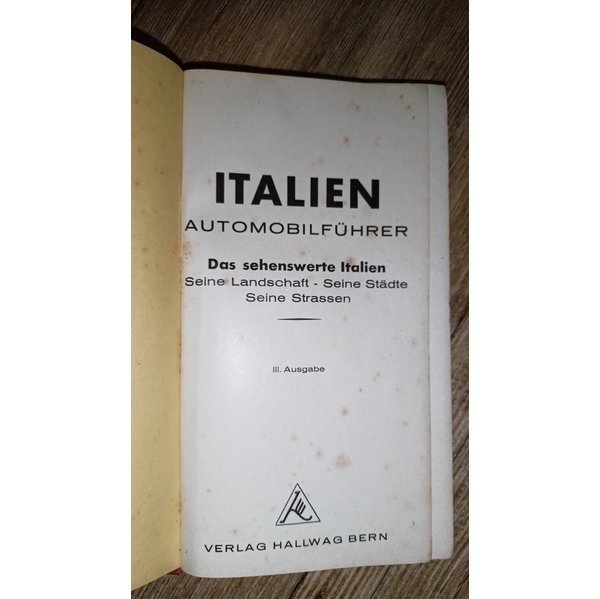 ITALIEN
AUTOMOBILFÜHRER
Das sehenswerte Italien
Seine Landschaft - Seine Städte
Seine Strassen
III. Ausgabe
VERLAG HALLWAG BERN